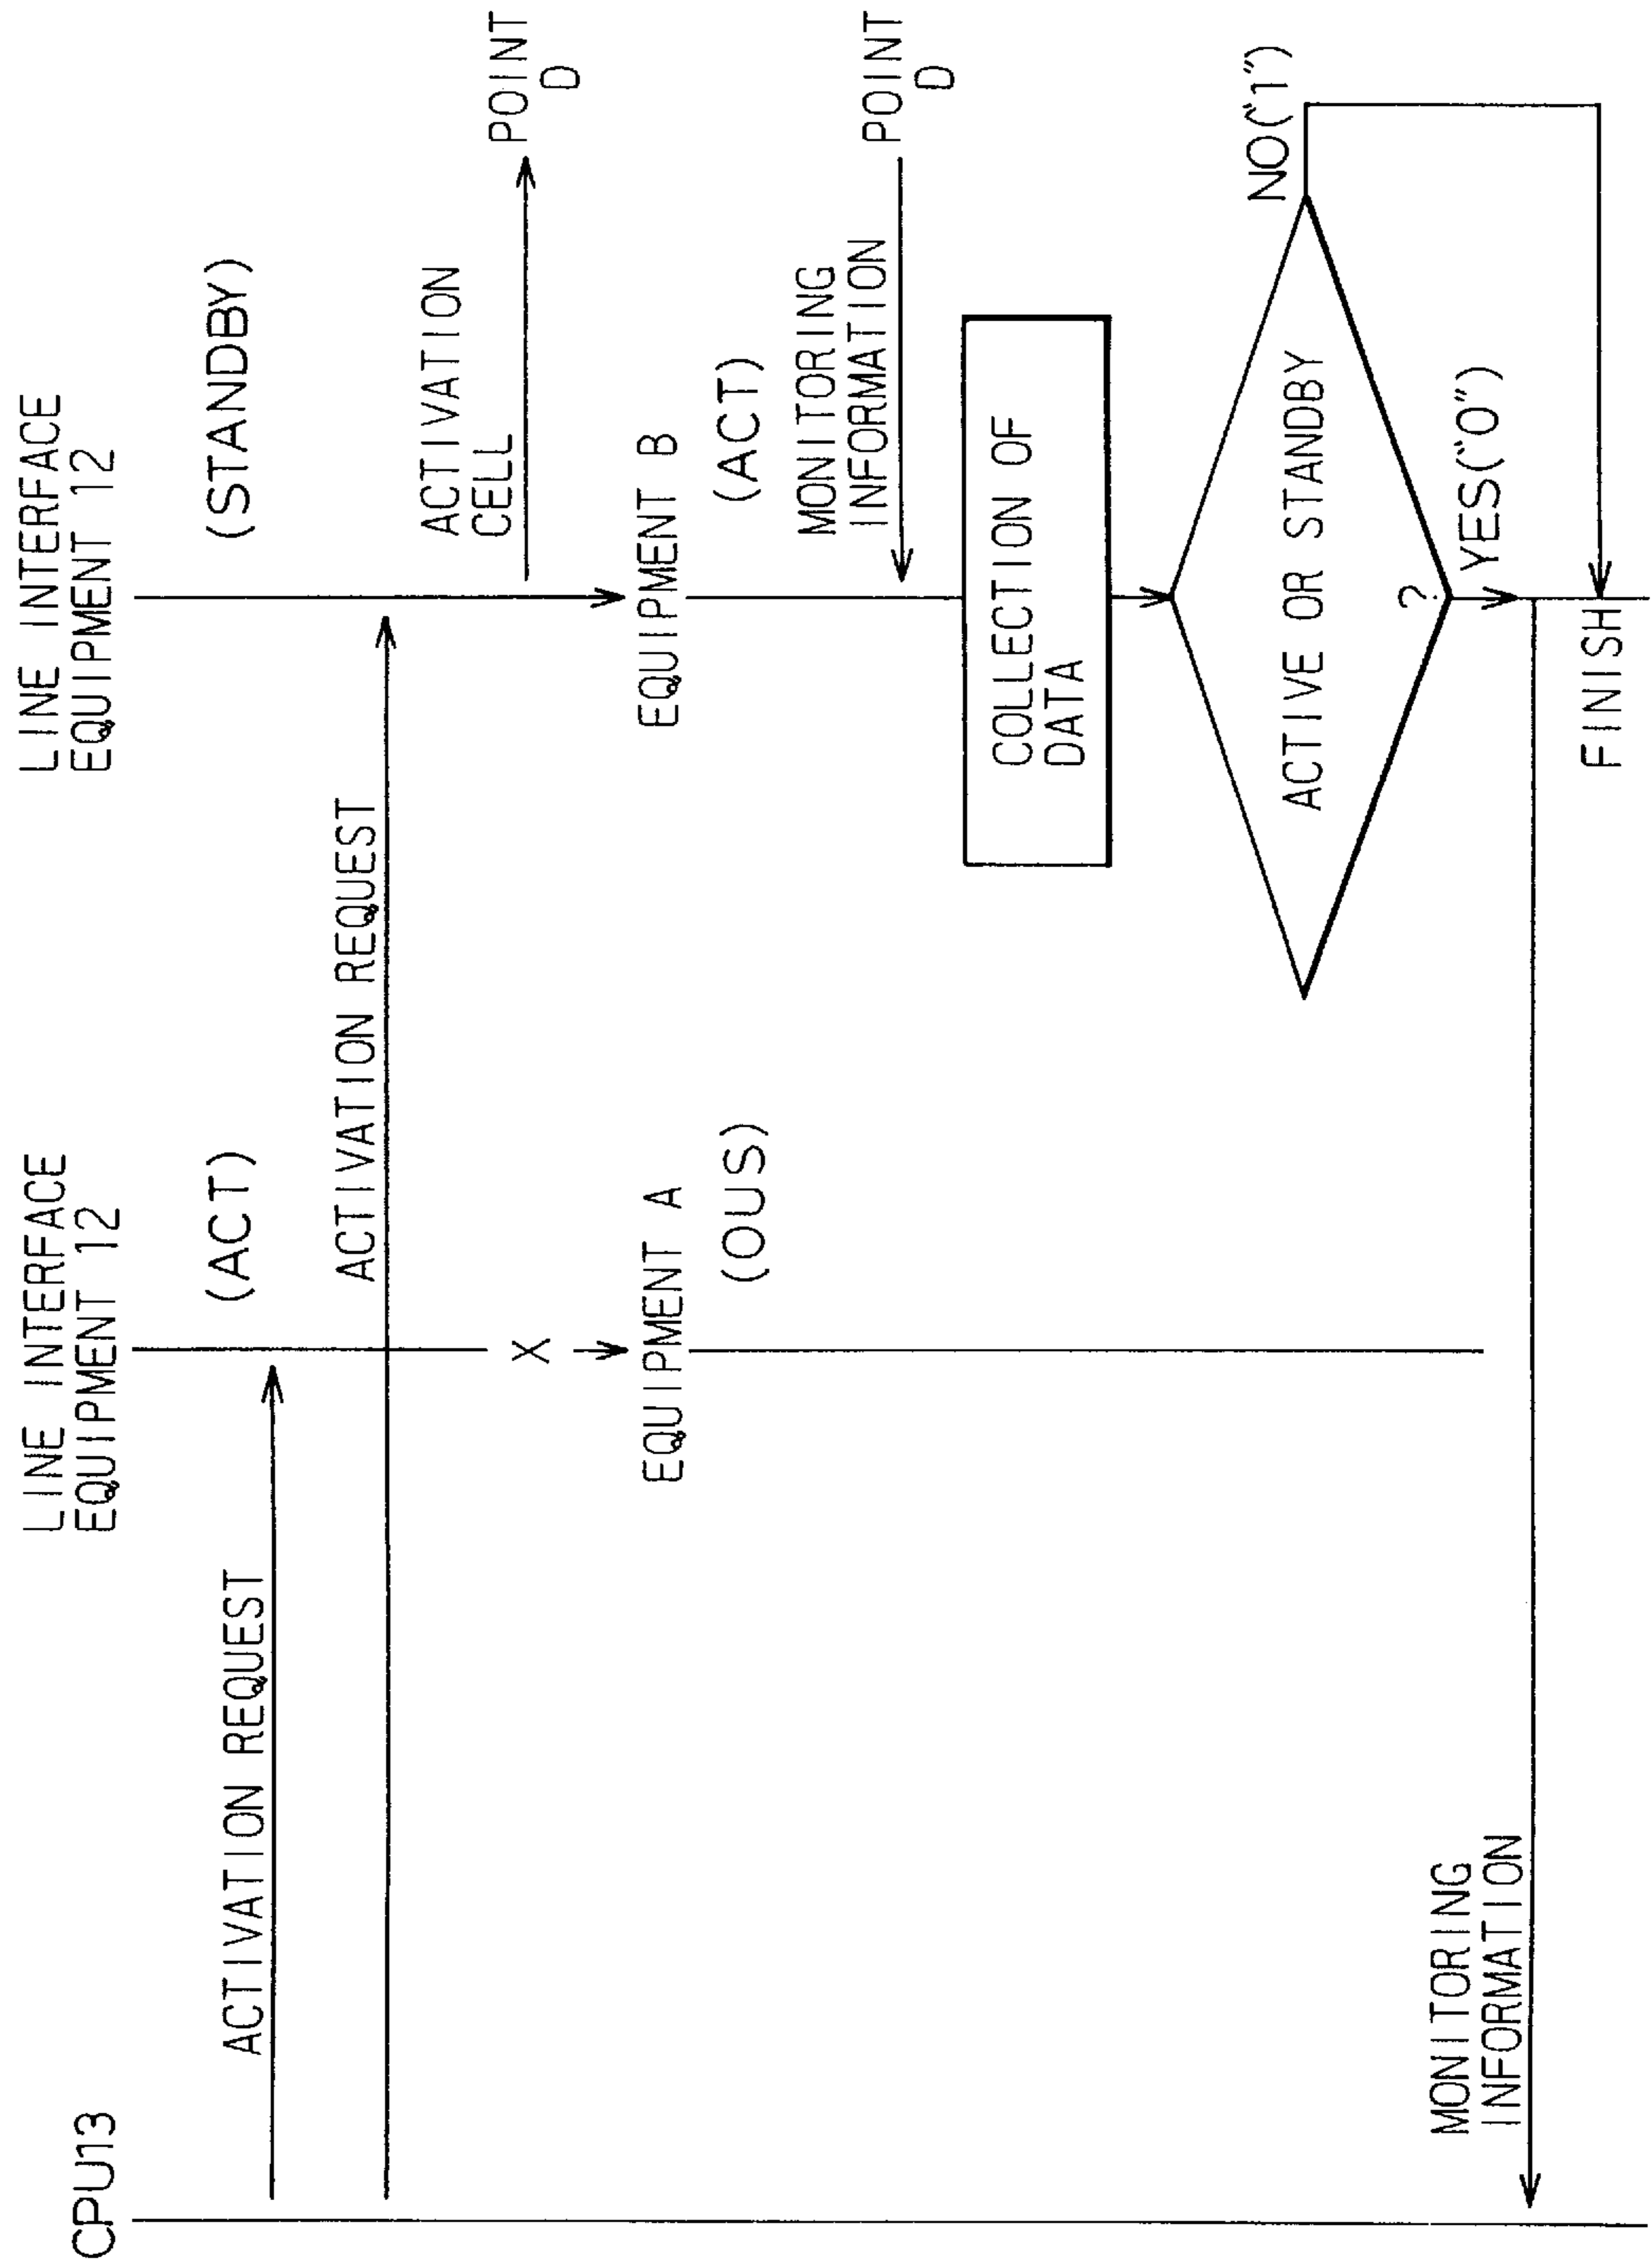 CPU13
LINE INTERFACE
EQUIPMENT 12
LINE INTERFACE
EQUIPMENT 12
(ACT)
(STANDBY)
ACTIVATION REQUEST
ACTIVATION REQUEST
ACTIVATION
CELL
POINT
D
X
EQUIPMENT A
EQUIPMENT B
(OUS)
(ACT)
MONITORING
INFORMATION
POINT
D
COLLECTION OF
DATA
ACTIVE OR STANDBY
?
NO("1")
YES("0")
MONITORING
INFORMATION
FINISH